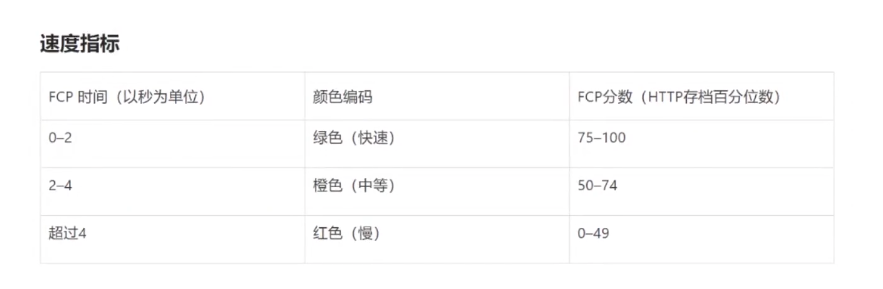 速度指标
FCP 时间（以秒为单位） 颜色编码 FCP分数（HTTP存档百分位数）
0–2 绿色（快速） 75–100
2–4 橙色（中等） 50–74
超过4 红色（慢） 0–49